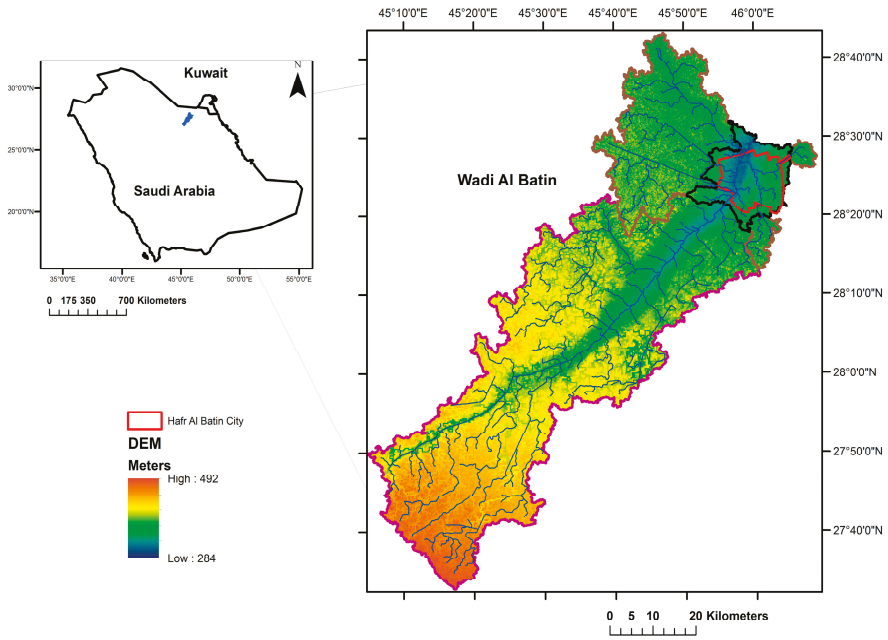 45°10'0"E 45°20'0"E 45°30'0"E 45°40'0"E 45°50'0"E 46°0'0"E
Kuwait
N
30°0'0"N
25°0'0"N
20°0'0"N
Saudi Arabia
35°0'0"E 40°0'0"E 45°0'0"E 50°0'0"E 55°0'0"E
0 175 350 700 Kilometers
Wadi Al Batin
28°40'0"N
28°30'0"N
28°20'0"N
28°10'0"N
28°0'0"N
27°50'0"N
27°40'0"N
Hafr Al Batin City
DEM
Meters
High : 492
Low : 284
0 5 10 20 Kilometers